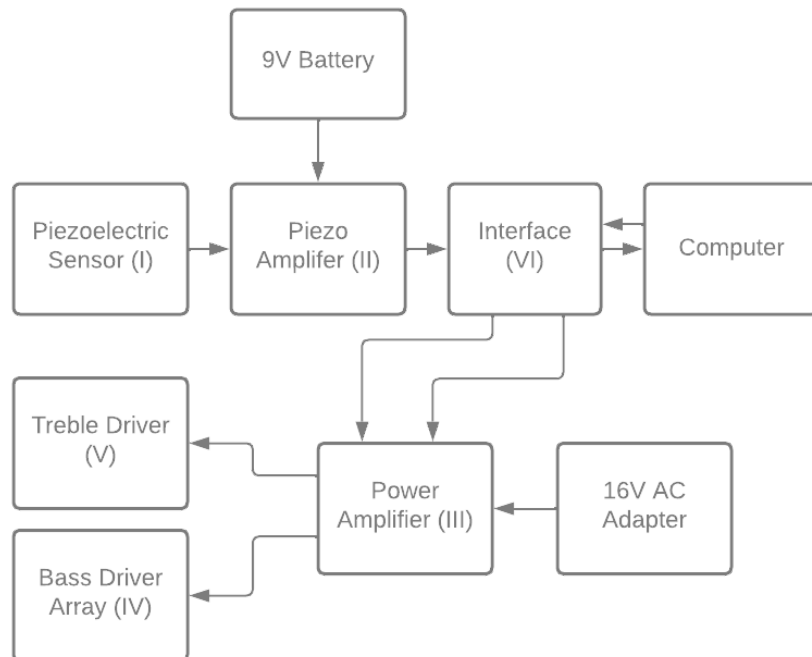 9V Battery
Piezoelectric
Sensor (I)
Piezo
Amplifer (II)
Interface
(VI)
Computer
Treble Driver
(V)
Power
Amplifier (III)
16V AC
Adapter
Bass Driver
Array (IV)